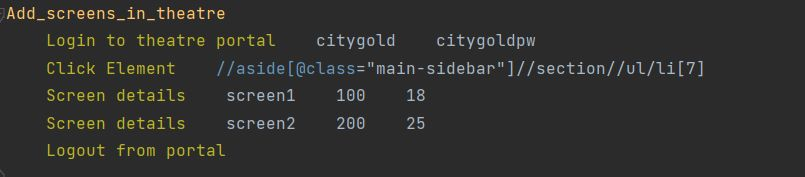 Add_screens_in_theatre
Login to theatre portal    citygold    citygoldpw
Click Element    //aside[@class="main-sidebar"]//section//ul/li[7]
Screen details    screen1    100    18
Screen details    screen2    200    25
Logout from portal